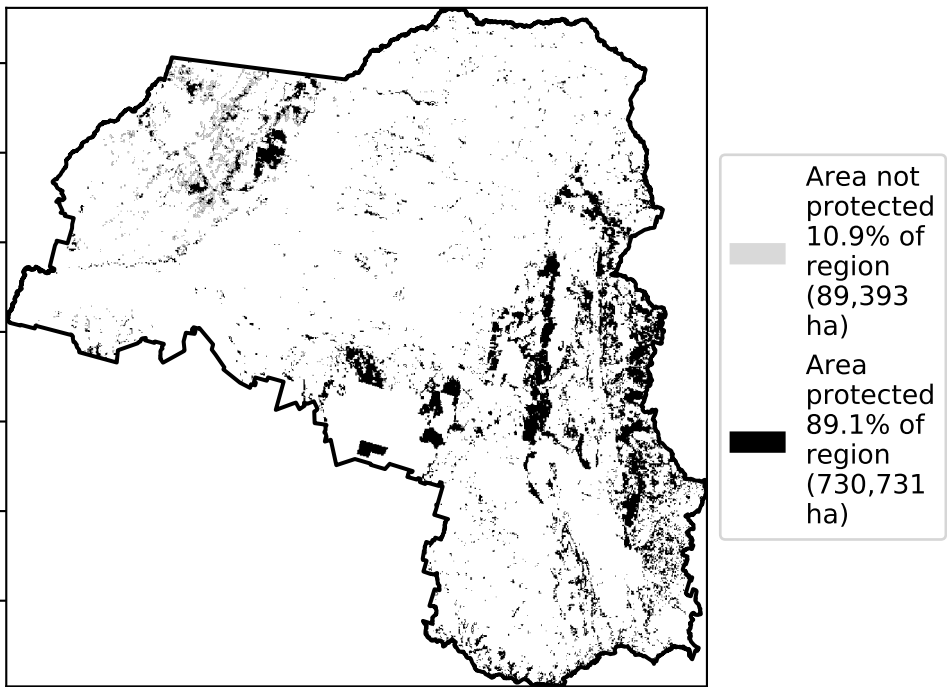 Area not
protected
10.9% of
region
(89,393
ha)
Area
protected
89.1% of
region
(730,731
ha)